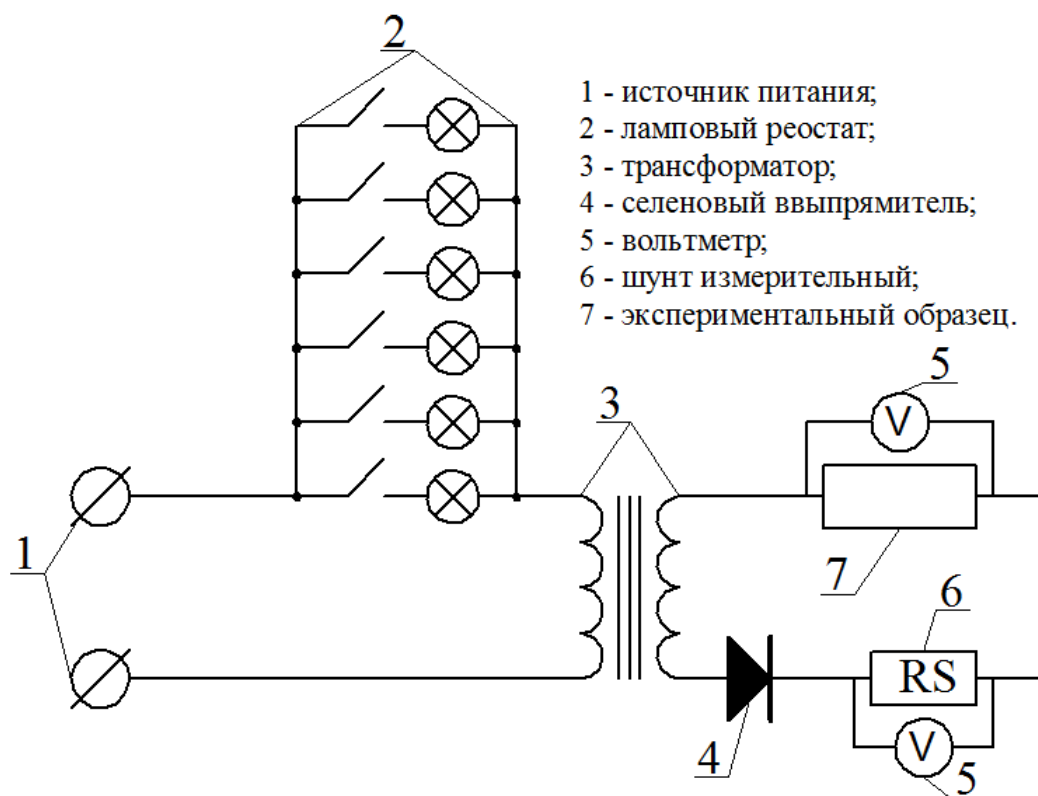 2
1 - источник питания;
2 - ламповый реостат;
3 - трансформатор;
4 - селеновый ввыпрямитель;
5 - вольтметр;
6 - шунт измерительный;
7 - экспериментальный образец.
5
V
3
1
7
6
RS
V
4
5